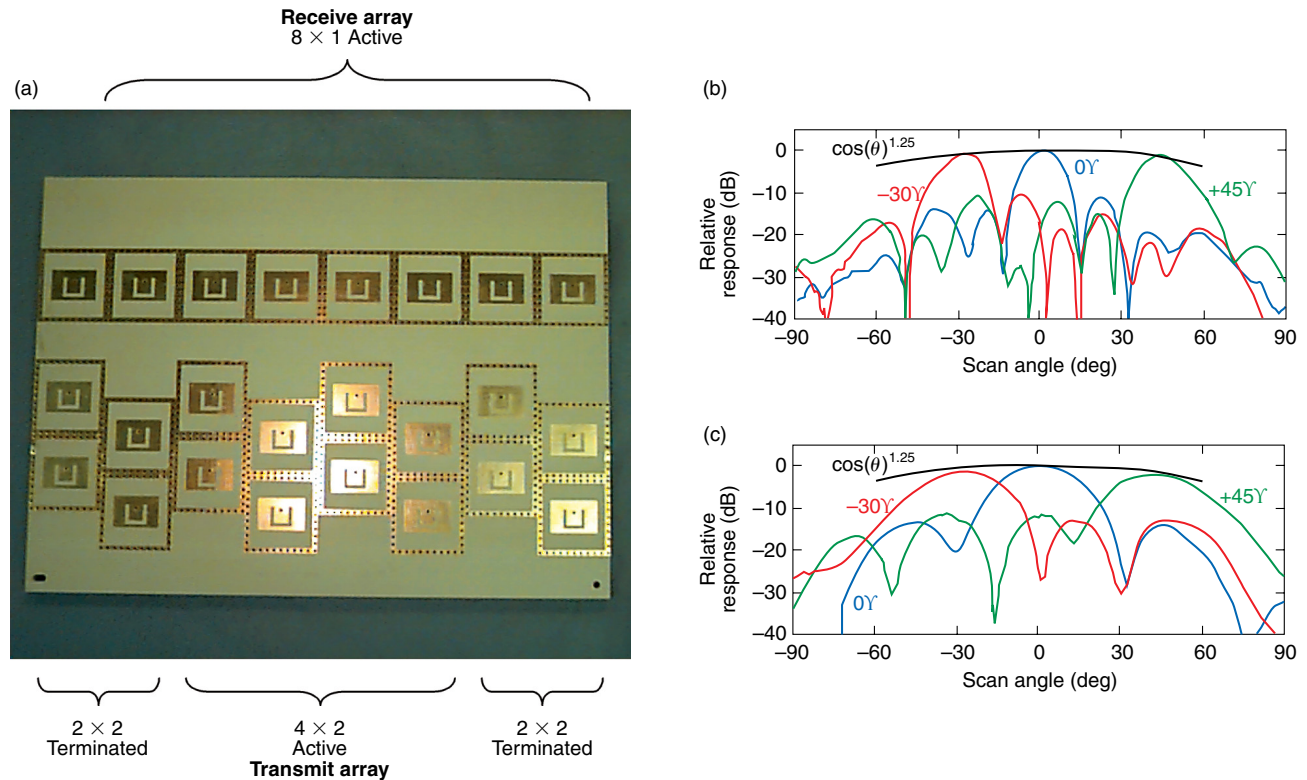 Receive array
8 × 1 Active
(a)
2 × 2
Terminated
4 × 2
Active
Transmit array
2 × 2
Terminated
(b)
cos(θ)^1.25
0ϒ
−30ϒ
+45ϒ
Relative
response (dB)
0
−10
−20
−30
−40
−90 −60 −30 0 30 60 90
Scan angle (deg)
(c)
cos(θ)^1.25
−30ϒ
+45ϒ
0ϒ
Relative
response (dB)
0
−10
−20
−30
−40
−90 −60 −30 0 30 60 90
Scan angle (deg)